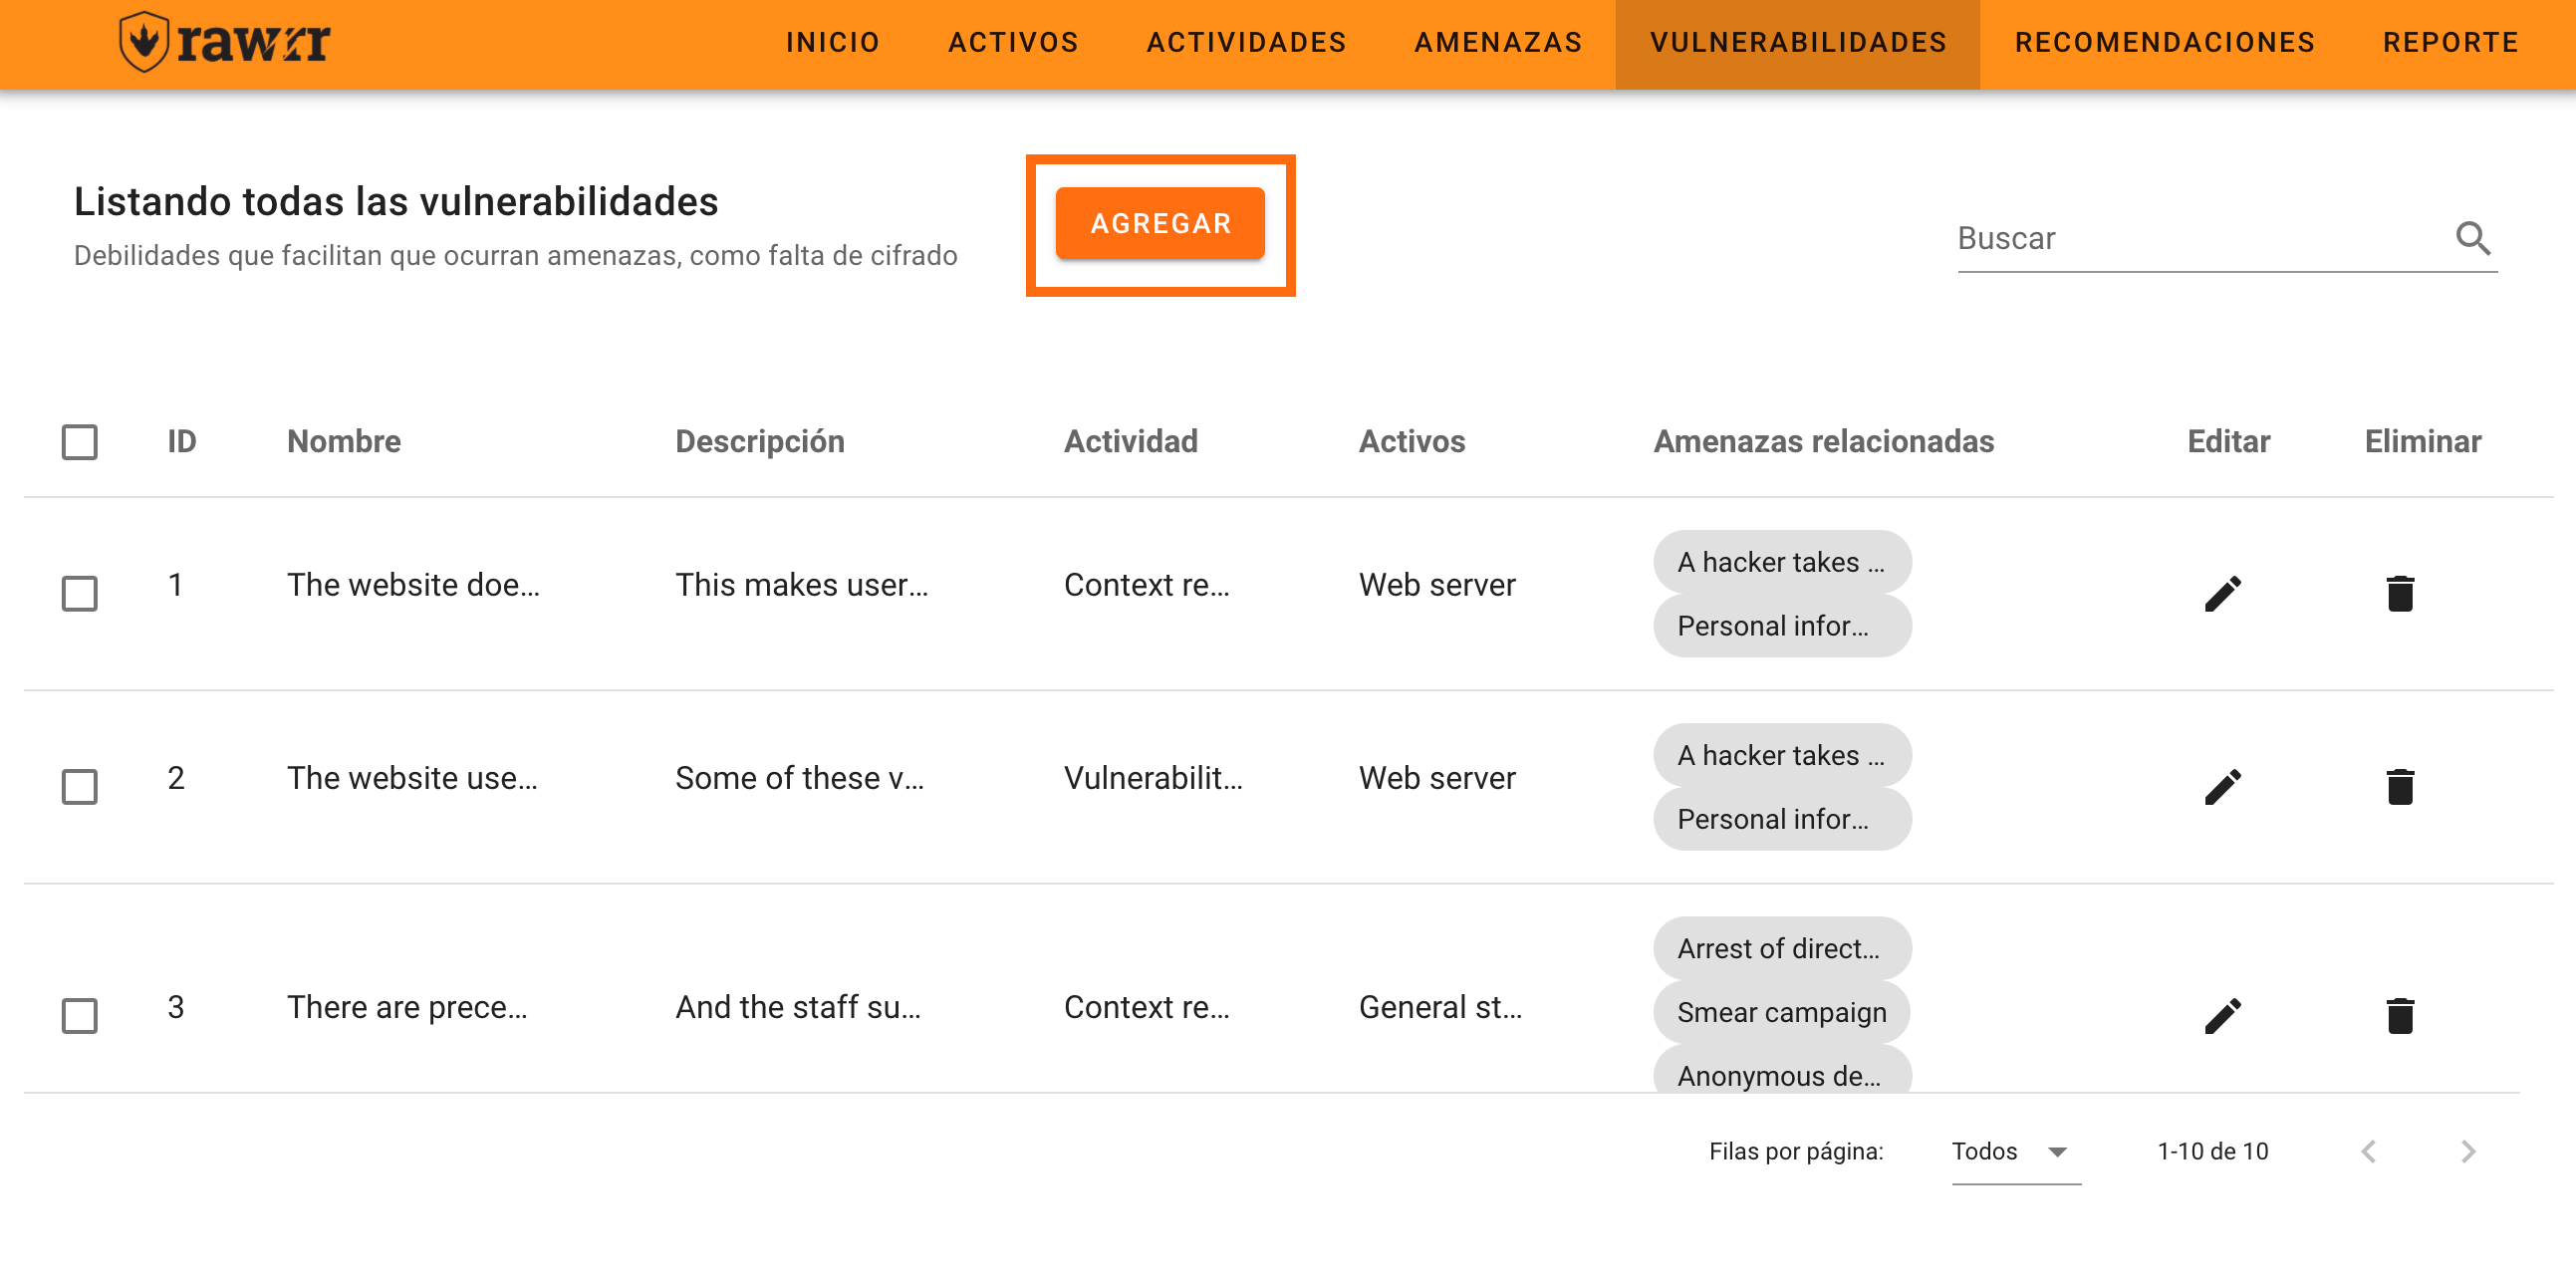 rawrr
INICIO ACTIVOS ACTIVIDADES AMENAZAS VULNERABILIDADES RECOMENDACIONES REPORTE
Listando todas las vulnerabilidades
Debilidades que facilitan que ocurran amenazas, como falta de cifrado
AGREGAR
Buscar
ID Nombre Descripción Actividad Activos Amenazas relacionadas Editar Eliminar
1 The website doe... This makes user... Context re... Web server
A hacker takes ...
Personal infor...
2 The website use... Some of these v... Vulnerabilit... Web server
A hacker takes ...
Personal infor...
3 There are prece... And the staff su... Context re... General st...
Arrest of direct...
Smear campaign
Anonymous de...
Filas por página: Todos 1-10 de 10